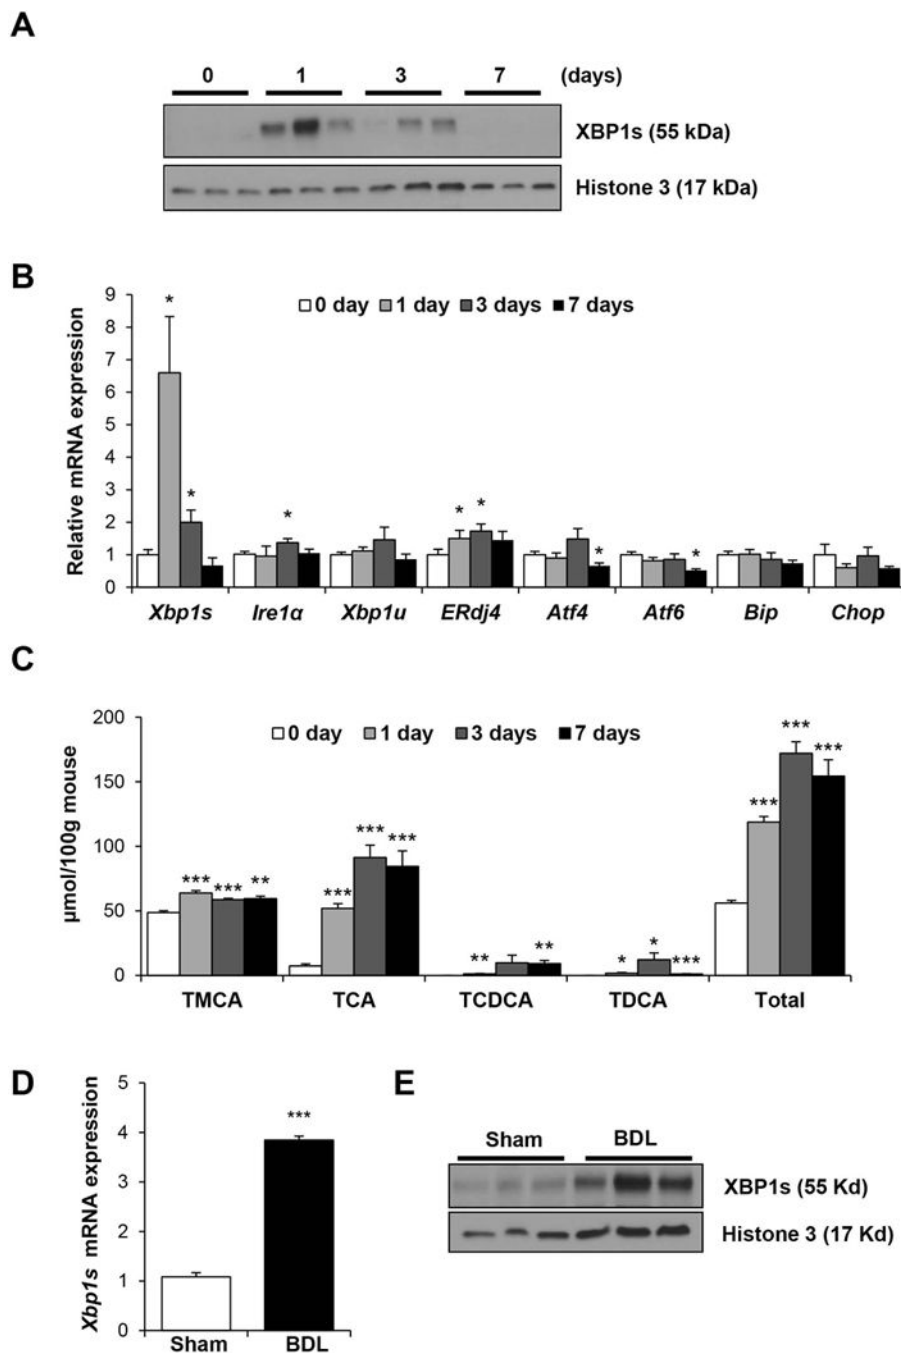 A
0 1 3 7 (days)
XBP1s (55 kDa)
Histone 3 (17 kDa)
B
Relative mRNA expression
9
8
7
6
5
4
3
2
1
0
0 day 1 day 3 days 7 days
*
*
*
* *
*
*
Xbp1s Ire1α Xbp1u ERdj4 Atf4 Atf6 Bip Chop
C
µmol/100g mouse
200
150
100
50
0
0 day 1 day 3 days 7 days
*** *** **
*** *** ***
** **
* * ***
*** *** ***
TMCA TCA TCDCA TDCA Total
D
Xbp1s mRNA expression
5
4
3
2
1
0
***
Sham BDL
E
Sham BDL
XBP1s (55 Kd)
Histone 3 (17 Kd)